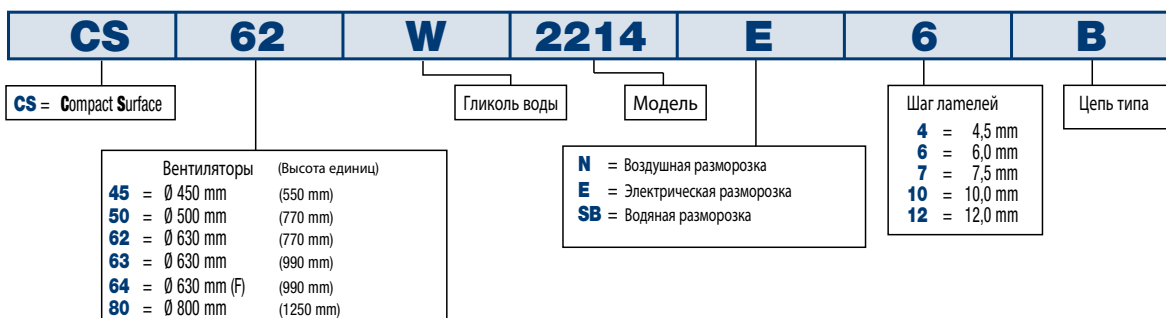 CS 62 W 2214 E 6 B
CS = Compact Surface
Вентиляторы (Высота единиц)
45 = Ø 450 mm (550 mm)
50 = Ø 500 mm (770 mm)
62 = Ø 630 mm (770 mm)
63 = Ø 630 mm (990 mm)
64 = Ø 630 mm (F) (990 mm)
80 = Ø 800 mm (1250 mm)
Гликоль воды
Модель
N = Воздушная разморозка
E = Электрическая разморозка
SB = Водяная разморозка
Шаг ламелей
4 = 4,5 mm
6 = 6,0 mm
7 = 7,5 mm
10 = 10,0 mm
12 = 12,0 mm
Цепь типа